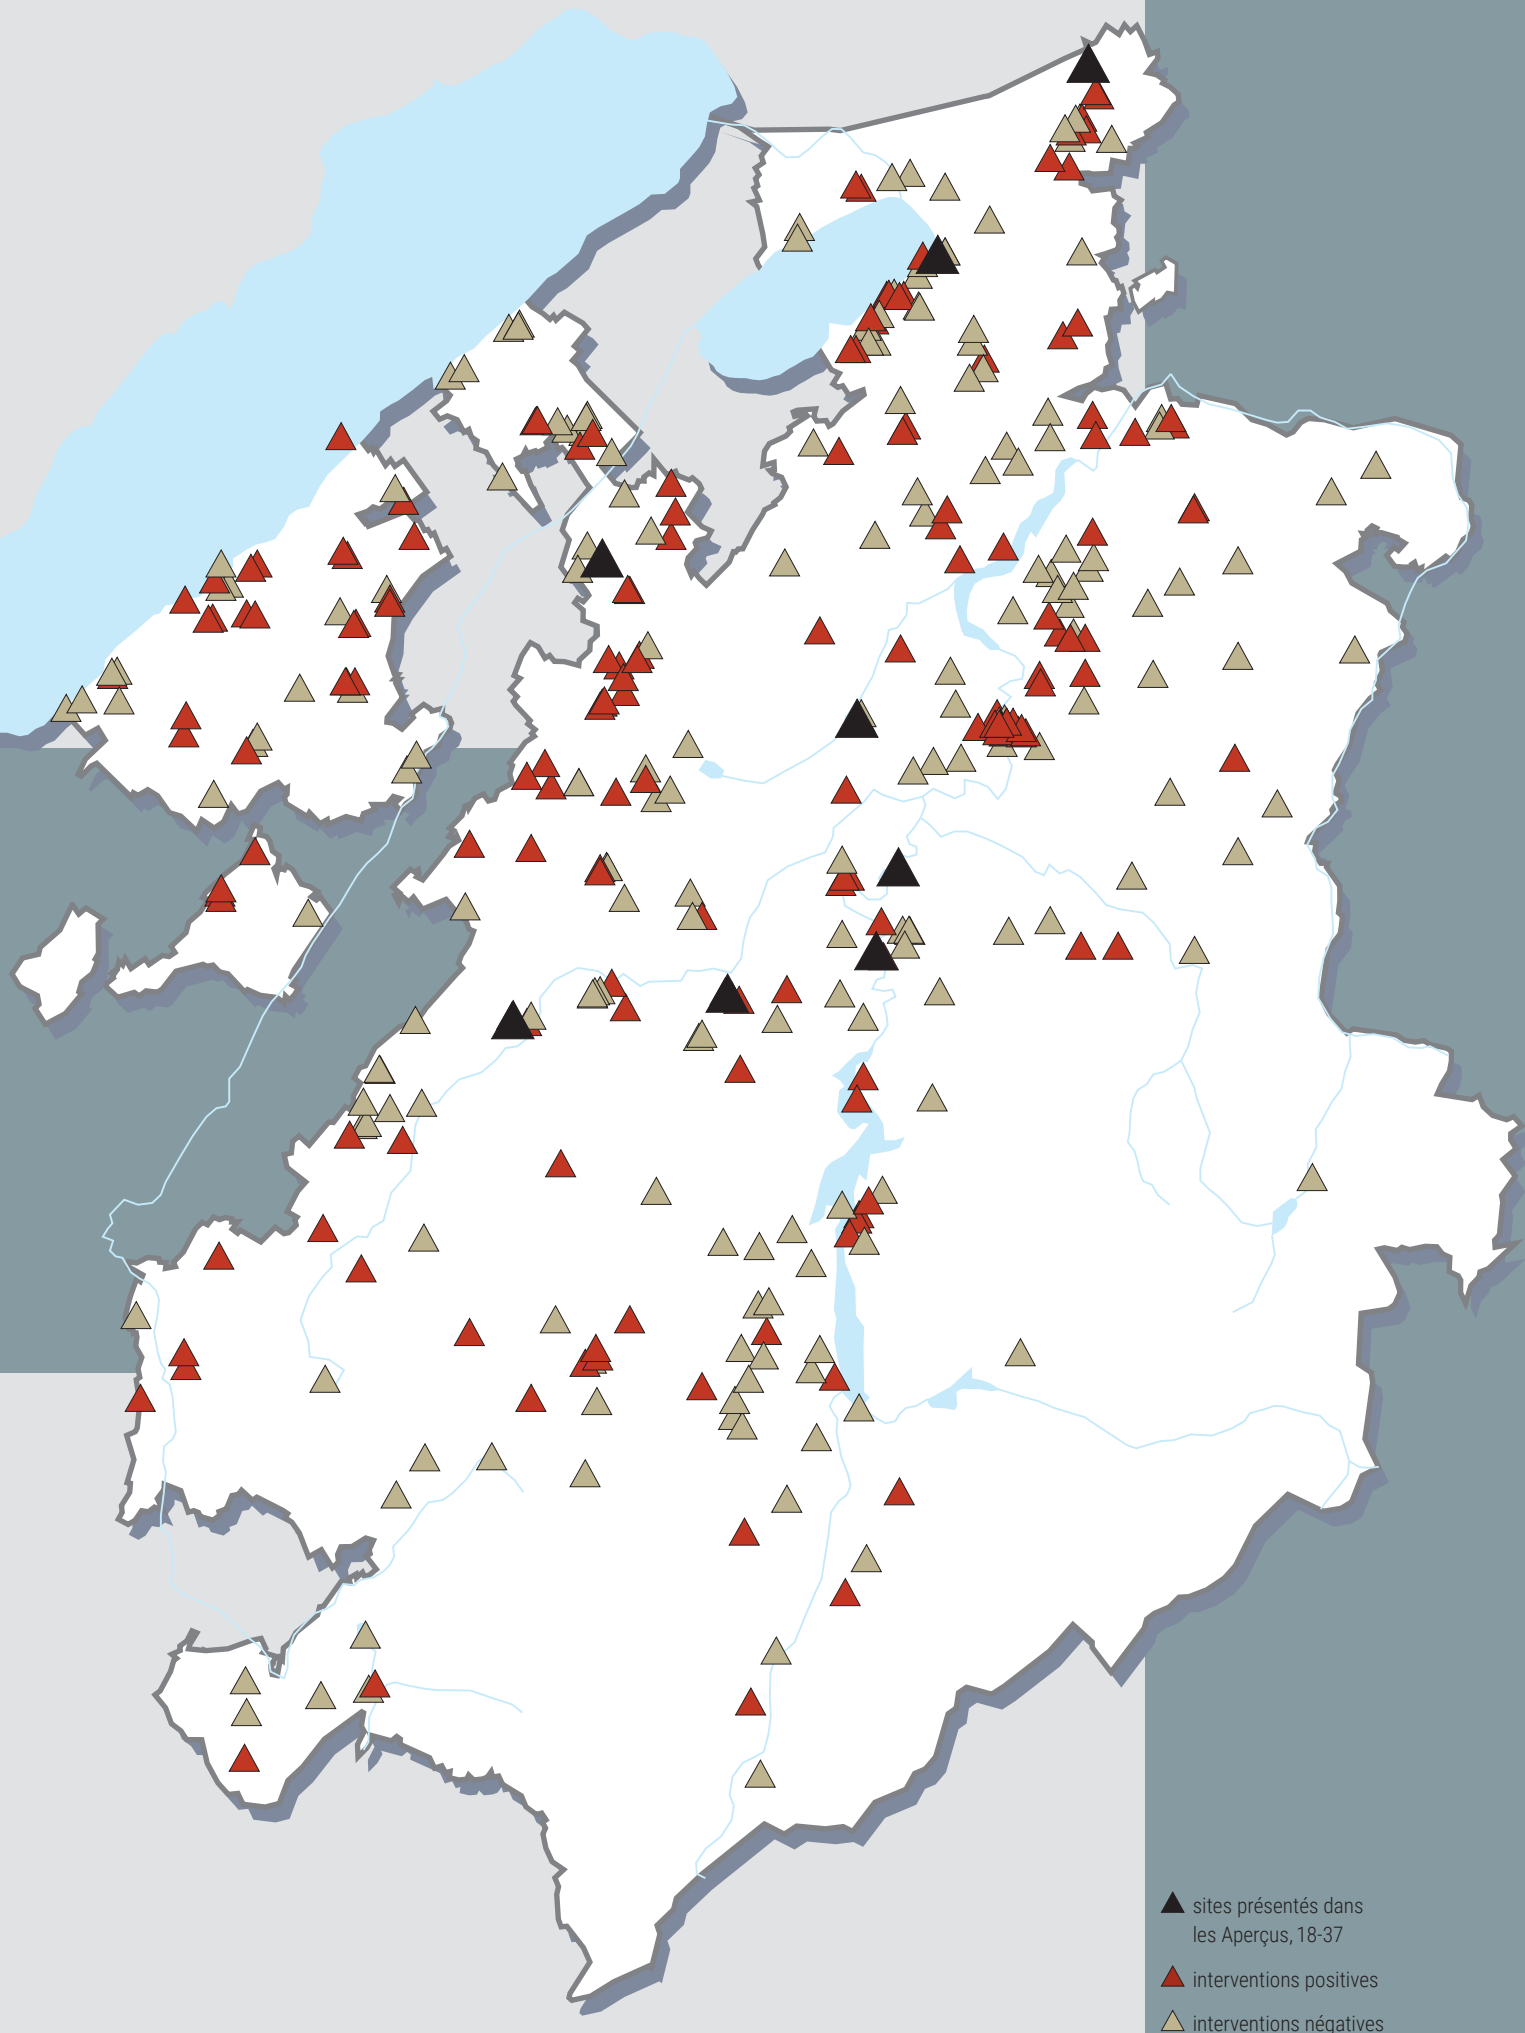 sites présentés dans
les Aperçus, 18-37
interventions positives
interventions négatives